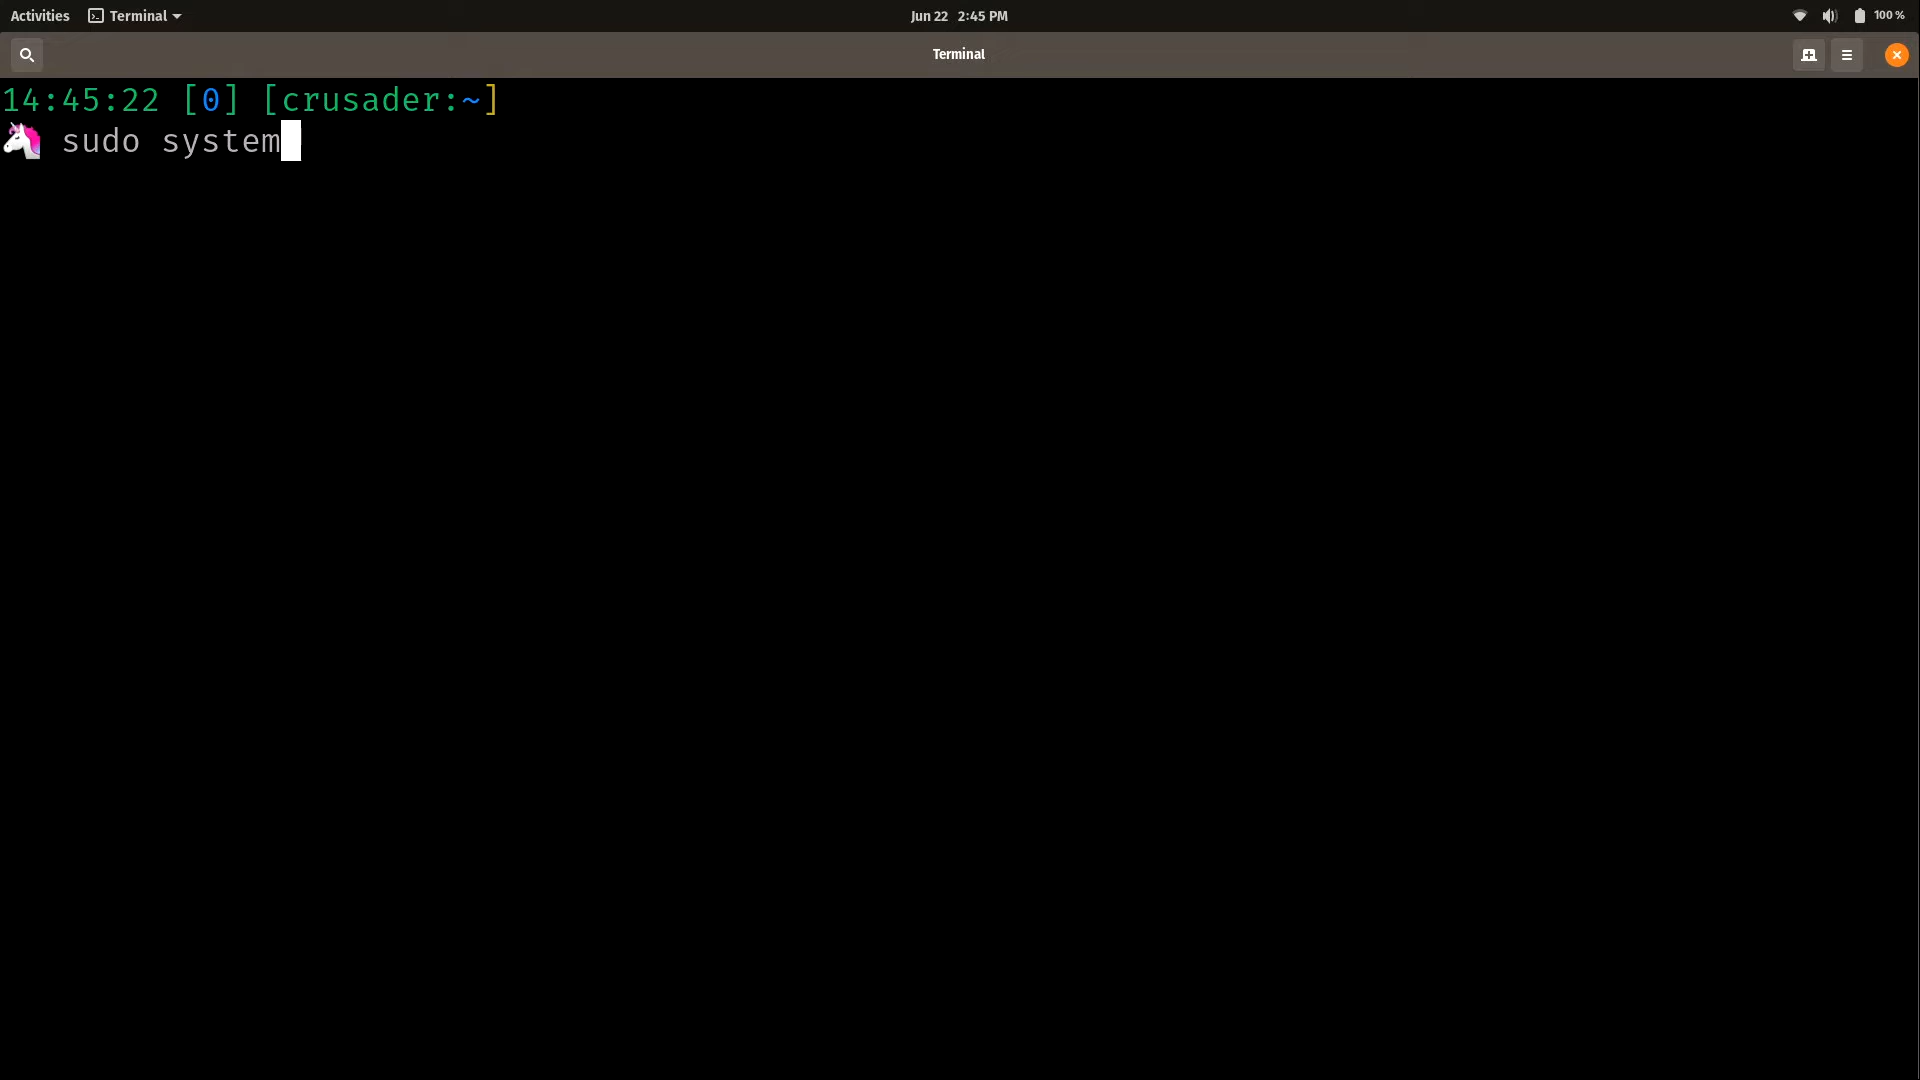 Activities Terminal Jun 22 2:45 PM 100 %
Terminal
14:45:22 [0] [crusader:~]
🦄 sudo system